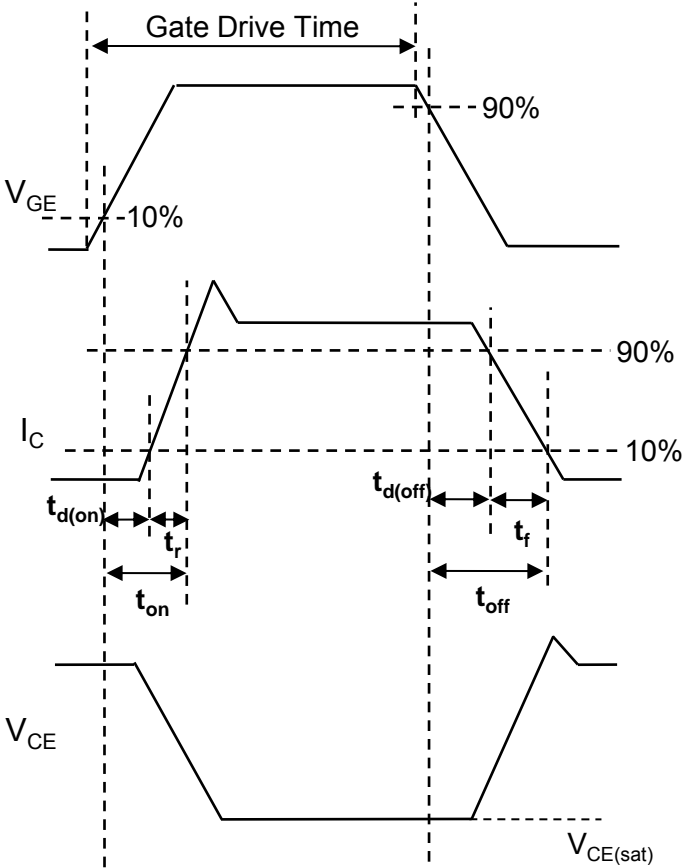 Gate Drive Time
90%
V_GE
10%
90%
I_C
10%
t_d(on)
t_d(off)
t_r
t_f
t_on
t_off
V_CE
V_CE(sat)